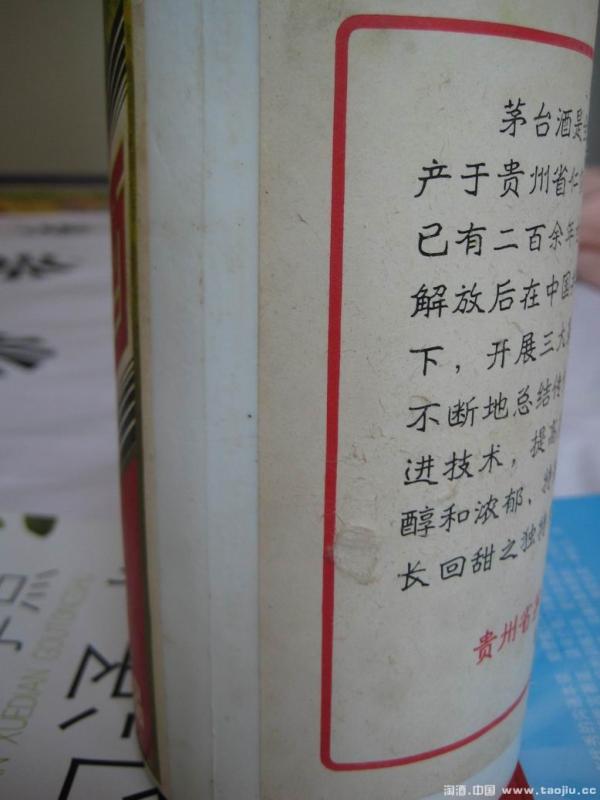 茅台酒是
产于贵州省仁
已有二百余年
解放后在中国
下，开展三大
不断地总结传
进技术，提高
醇和浓郁、特
长回甜之独特
贵州省
XUEDIAN GOUTONGAN
淘酒.中国 www.taojiu.cc